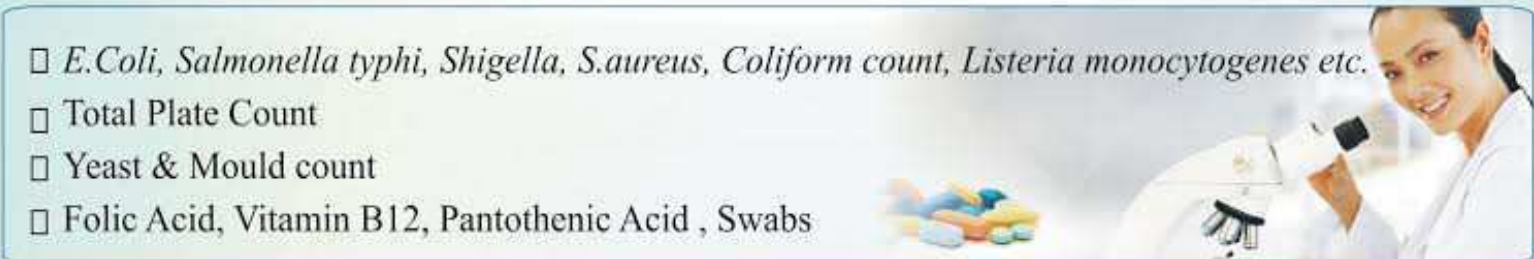 ▯ E.Coli, Salmonella typhi, Shigella, S.aureus, Coliform count, Listeria monocytogenes etc.
▯ Total Plate Count
▯ Yeast & Mould count
▯ Folic Acid, Vitamin B12, Pantothenic Acid , Swabs